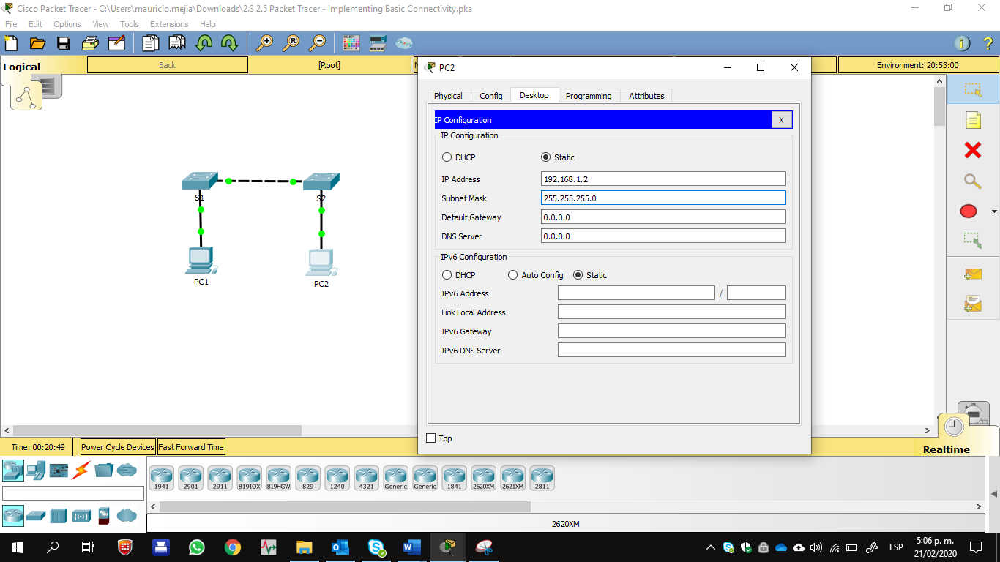 Cisco Packet Tracer - C:\Users\mauricio.mejia\Downloads\2.3.2.5 Packet Tracer - Implementing Basic Connectivity.pka
File Edit Options View Tools Extensions Help
Logical
Back
[Root]
Environment: 20:53:00
PC2
Physical Config Desktop Programming Attributes
IP Configuration
X
IP Configuration
DHCP Static
IP Address 192.168.1.2
Subnet Mask 255.255.255.0
Default Gateway 0.0.0.0
DNS Server 0.0.0.0
IPv6 Configuration
DHCP Auto Config Static
IPv6 Address /
Link Local Address
IPv6 Gateway
IPv6 DNS Server
Top
S1
S2
PC1
PC2
Time: 00:20:49 Power Cycle Devices Fast Forward Time
Realtime
1941 2901 2911 819IOX 819HGW 829 1240 4321 Generic Generic 1841 2620XM 2621XM 2811
2620XM
ESP
5:06 p. m.
21/02/2020